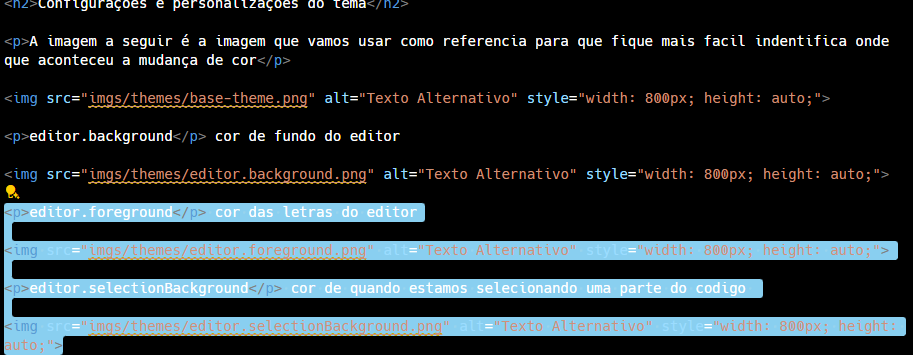 <h2>Configurações e personalizações do tema</h2>
<p>A imagem a seguir é a imagem que vamos usar como referencia para que fique mais facil indentifica onde
que aconteceu a mudança de cor</p>
<img src="imgs/themes/base-theme.png" alt="Texto Alternativo" style="width: 800px; height: auto;">
<p>editor.background</p> cor de fundo do editor
<img src="imgs/themes/editor.background.png" alt="Texto Alternativo" style="width: 800px; height: auto;">
<p>editor.foreground</p> cor das letras do editor
<img src="imgs/themes/editor.foreground.png" alt="Texto Alternativo" style="width: 800px; height: auto;">
<p>editor.selectionBackground</p> cor de quando estamos selecionando uma parte do codigo
<img src="imgs/themes/editor.selectionBackground.png" alt="Texto Alternativo" style="width: 800px; height:
auto;">